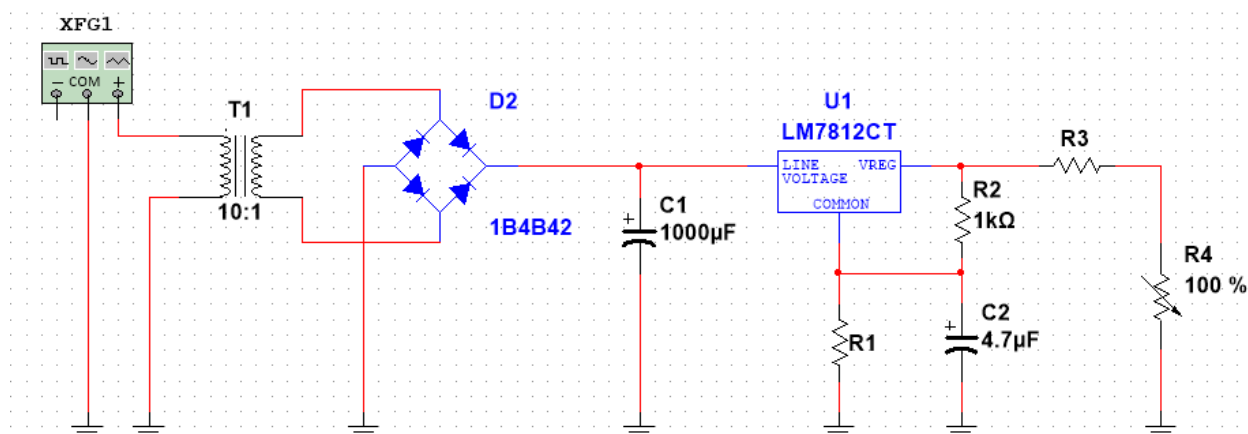 XFG1
− COM +
T1
10:1
D2
1B4B42
C1
1000µF
U1
LM7812CT
LINE VREG
VOLTAGE
COMMON
R2
1kΩ
R1
C2
4.7µF
R3
R4
100 %